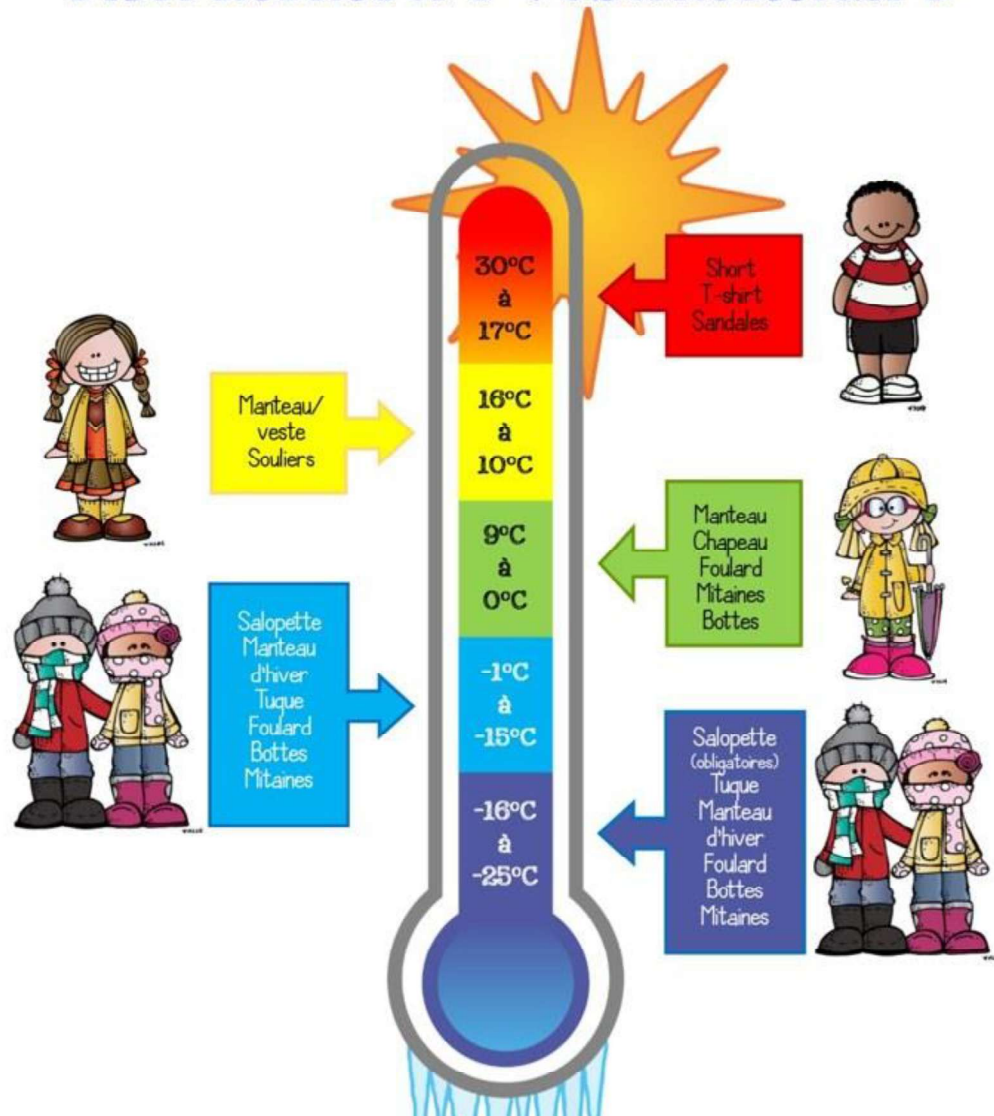 30°C
à
17°C
Short
T-shirt
Sandales
Manteau/
veste
Souliers
16°C
à
10°C
9°C
à
0°C
Manteau
Chapeau
Foulard
Mitaines
Bottes
Salopette
Manteau
d'hiver
Tuque
Foulard
Bottes
Mitaines
-1°C
à
-15°C
-16°C
à
-25°C
Salopette
(obligatoires)
Tuque
Manteau
d'hiver
Foulard
Bottes
Mitaines